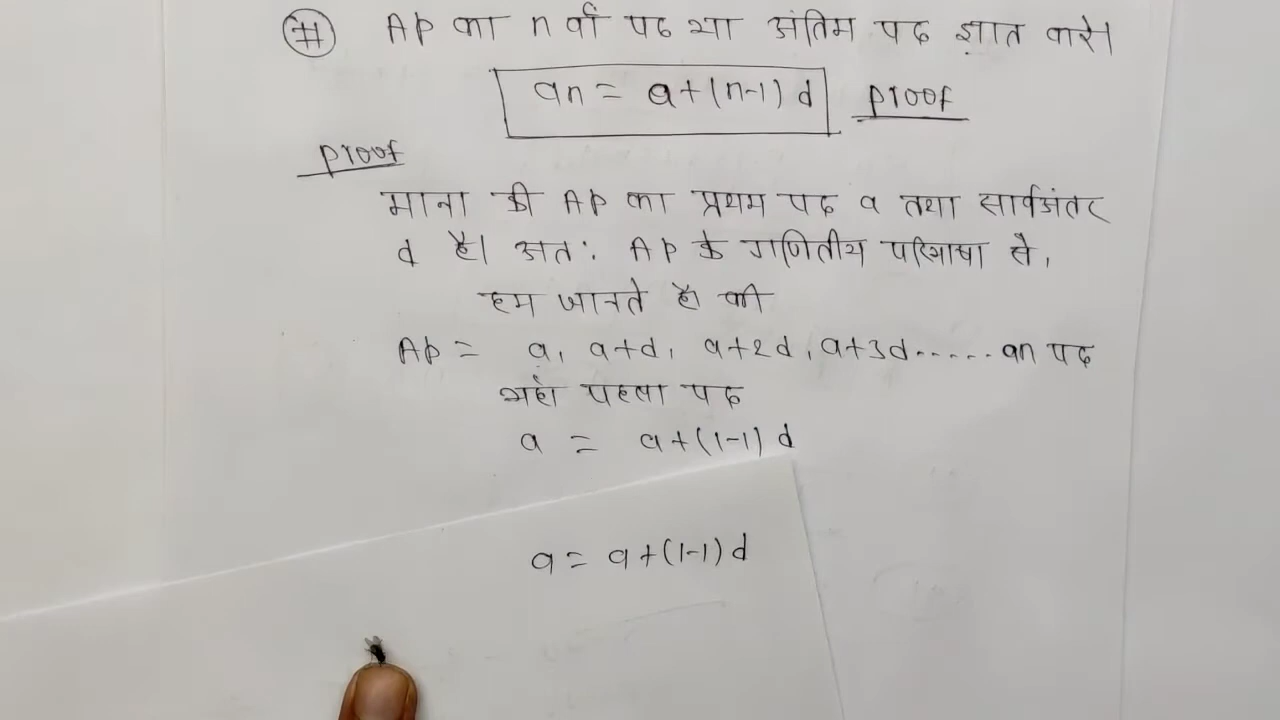 # AP का n वाँ पद या अंतिम पद ज्ञात करे।
an = a+(n-1) d proof
proof
माना की AP का प्रथम पद a तथा सार्वअंतर
d है। अत: AP के गणितीय परिभाषा से,
हम जानते है की
AP = a, a+d, a+2d, a+3d..... an पद
यहाँ पहला पद
a = a+(1-1) d
a = a+(1-1) d